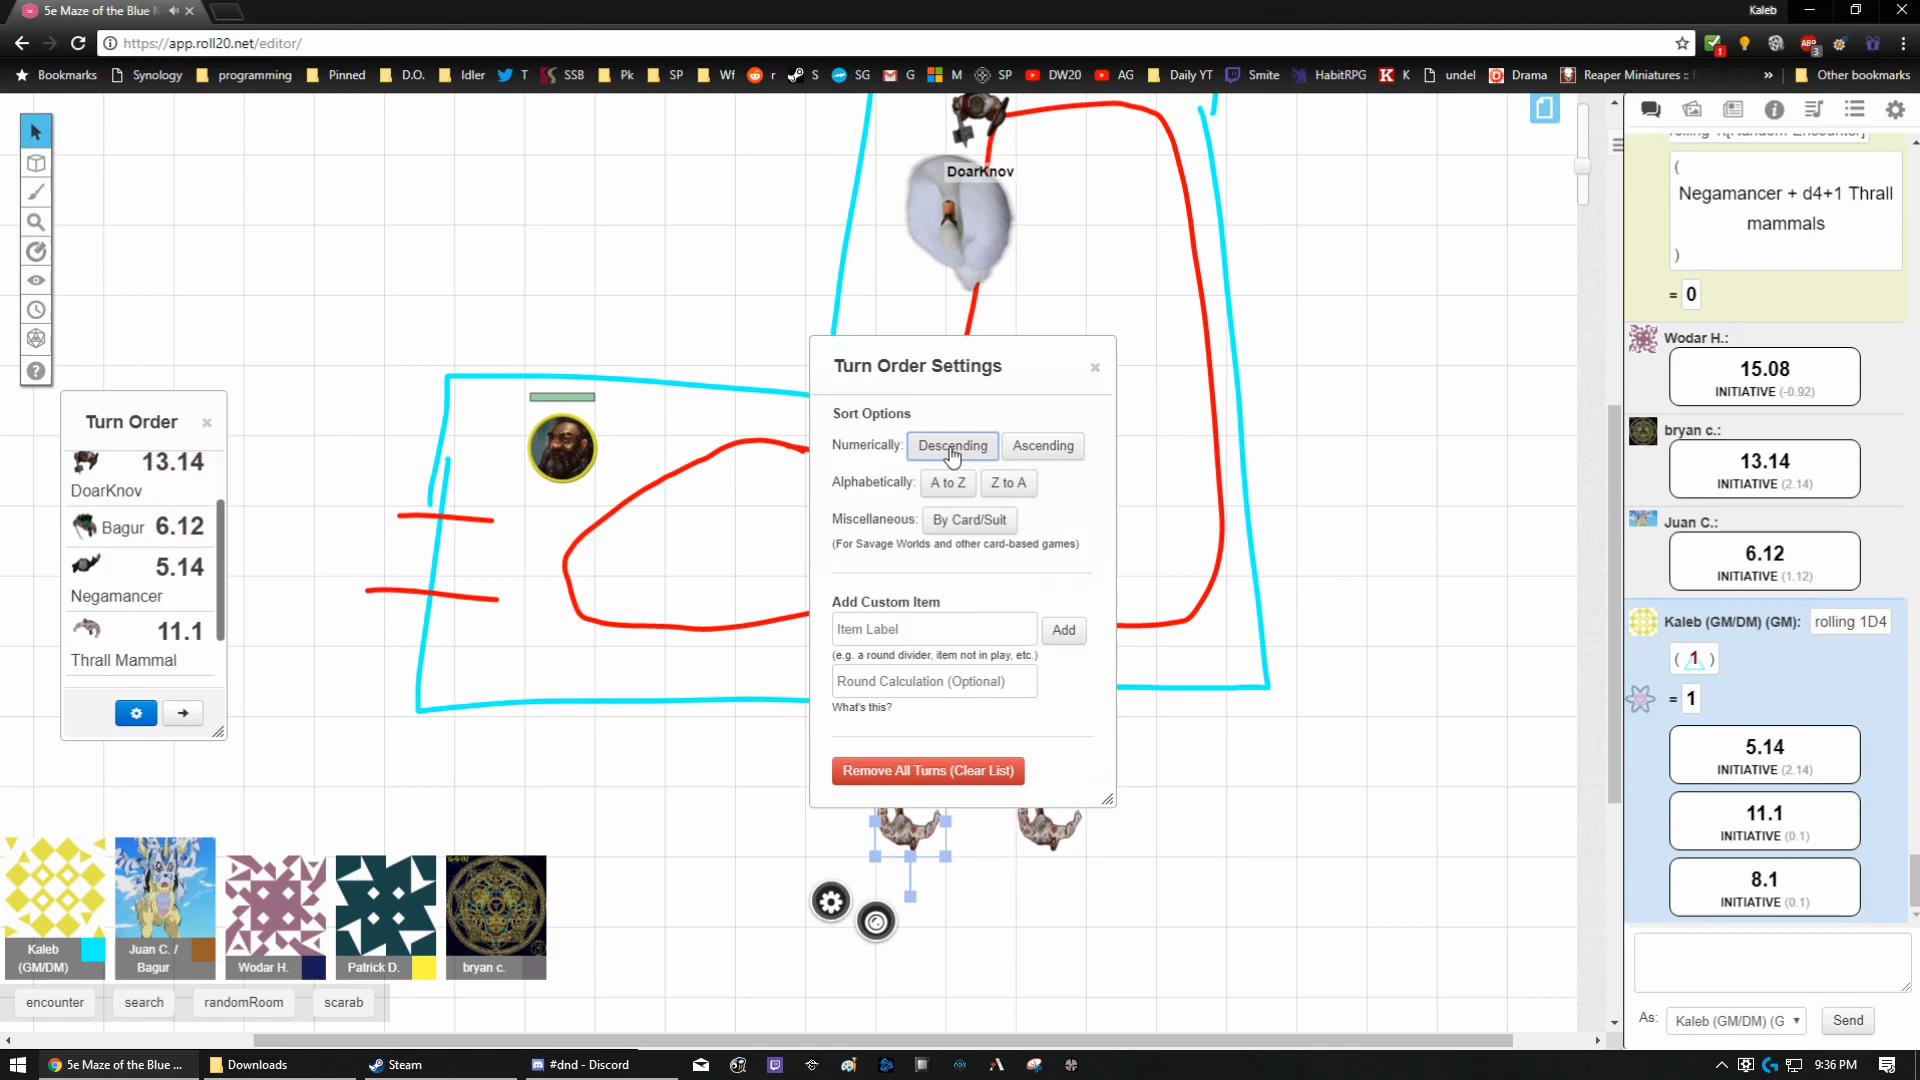 5e Maze of the Blue M
Kaleb
https://app.roll20.net/editor/
Bookmarks Synology programming Pinned D.O. Idler T SSB Pk SP Wf S SG G M SP DW20 AG Daily YT Smite HabitRPG K undel Drama Reaper Miniatures :: F » Other bookmarks
DoarKnov
Turn Order
13.14
DoarKnov
Bagur 6.12
5.14
Negamancer
11.1
Thrall Mammal
Turn Order Settings
Sort Options
Numerically: Descending Ascending
Alphabetically: A to Z Z to A
Miscellaneous: By Card/Suit
(For Savage Worlds and other card-based games)
Add Custom Item
Item Label Add
(e.g. a round divider, item not in play, etc.)
Round Calculation (Optional)
What's this?
Remove All Turns (Clear List)
(
Negamancer + d4+1 Thrall
mammals
)
= 0
Wodar H.:
15.08
INITIATIVE (-0.92)
bryan c.:
13.14
INITIATIVE (2.14)
Juan C.:
6.12
INITIATIVE (1.12)
Kaleb (GM/DM) (GM): rolling 1D4
( 1 )
= 1
5.14
INITIATIVE (2.14)
11.1
INITIATIVE (0.1)
8.1
INITIATIVE (0.1)
As: Kaleb (GM/DM) (G Send
Kaleb
(GM/DM)
Juan C. /
Bagur
Wodar H.
Patrick D.
bryan c.
encounter search randomRoom scarab
5e Maze of the Blue ... Downloads Steam #dnd - Discord 9:36 PM